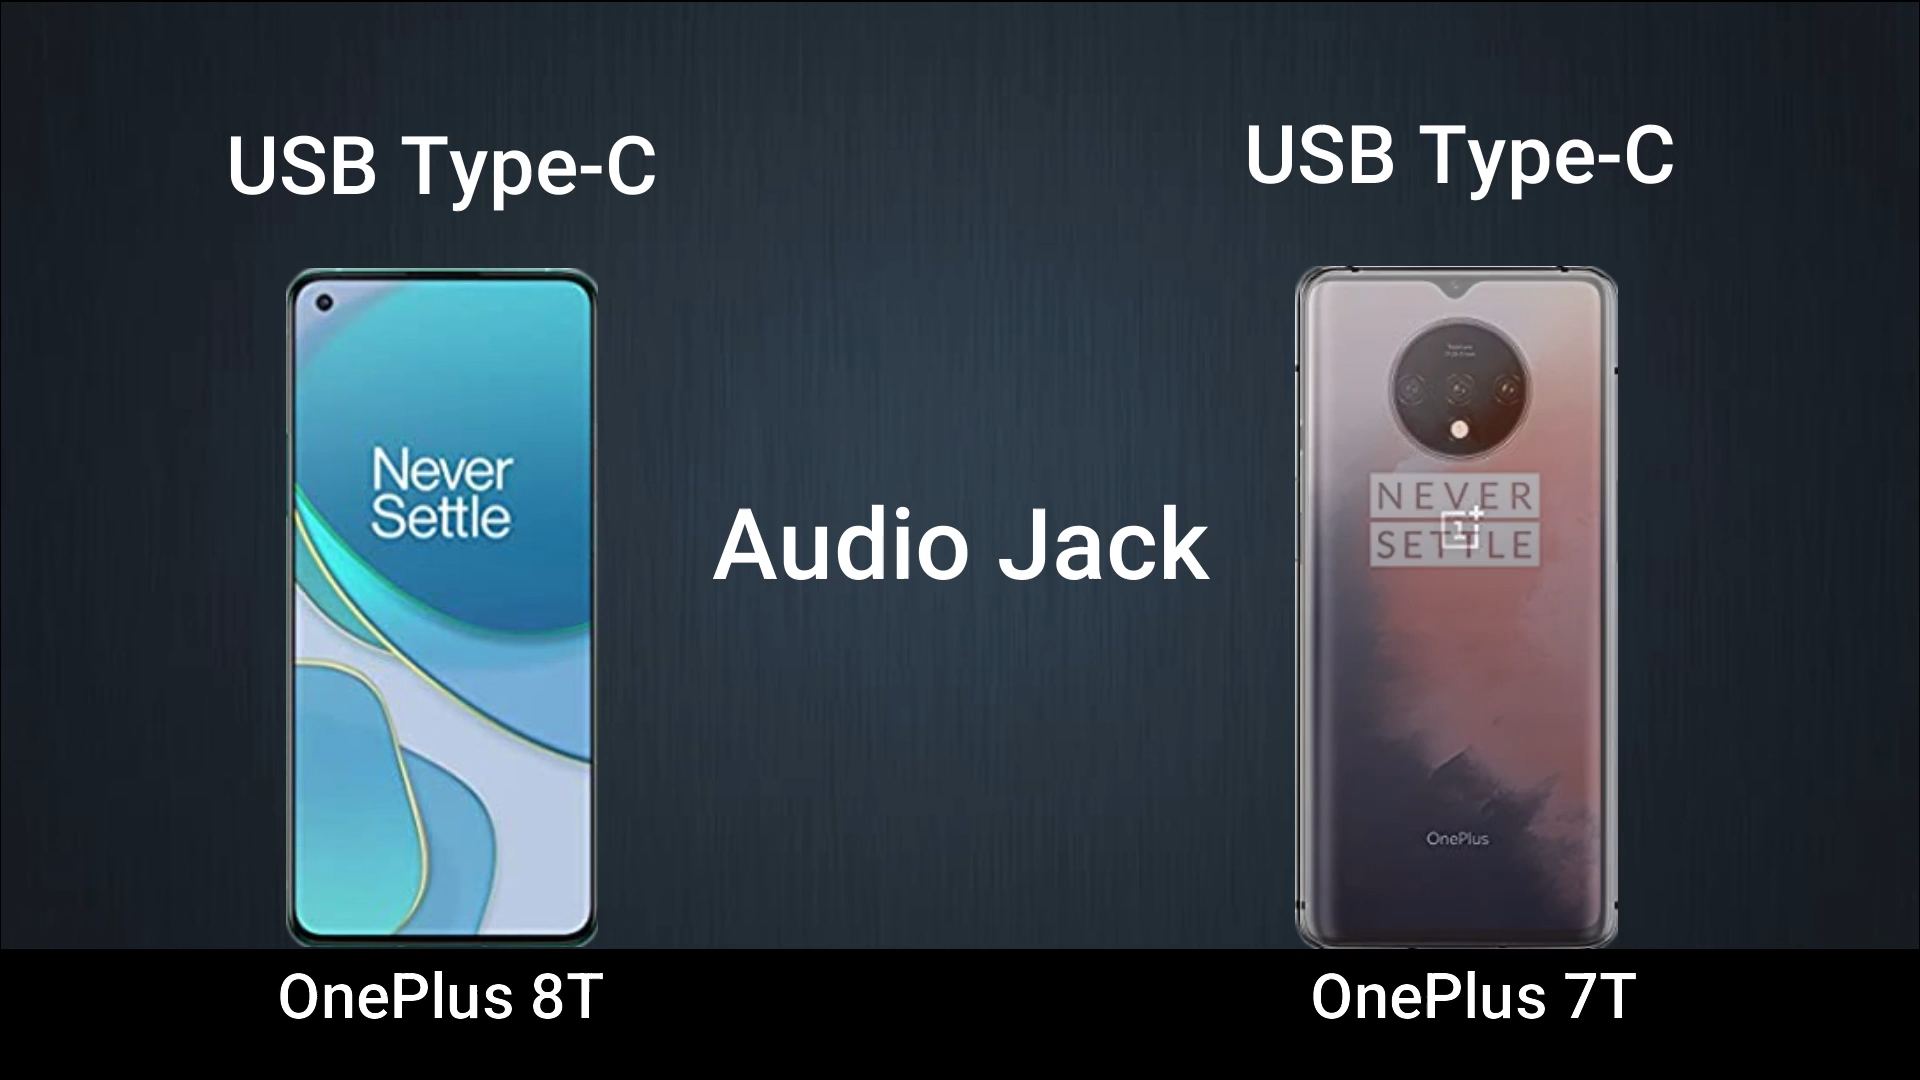 USB Type-C
USB Type-C
Never
Settle
Audio Jack
NEVER
SETTLE
OnePlus
OnePlus 8T
OnePlus 7T